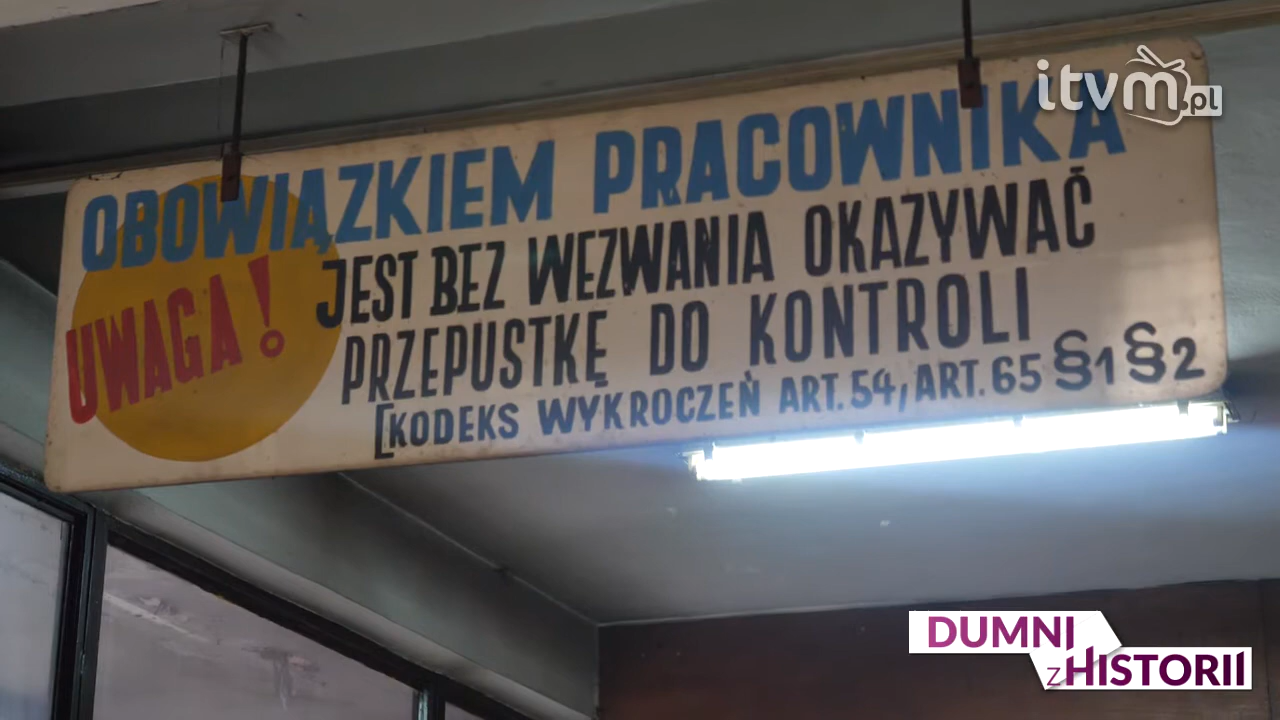 itvm.pl
OBOWIĄZKIEM PRACOWNIKA
UWAGA!
JEST BEZ WEZWANIA OKAZYWAĆ
PRZEPUSTKĘ DO KONTROLI
[KODEKS WYKROCZEŃ ART. 54, ART. 65 §1 §2
DUMNI
Z HISTORII